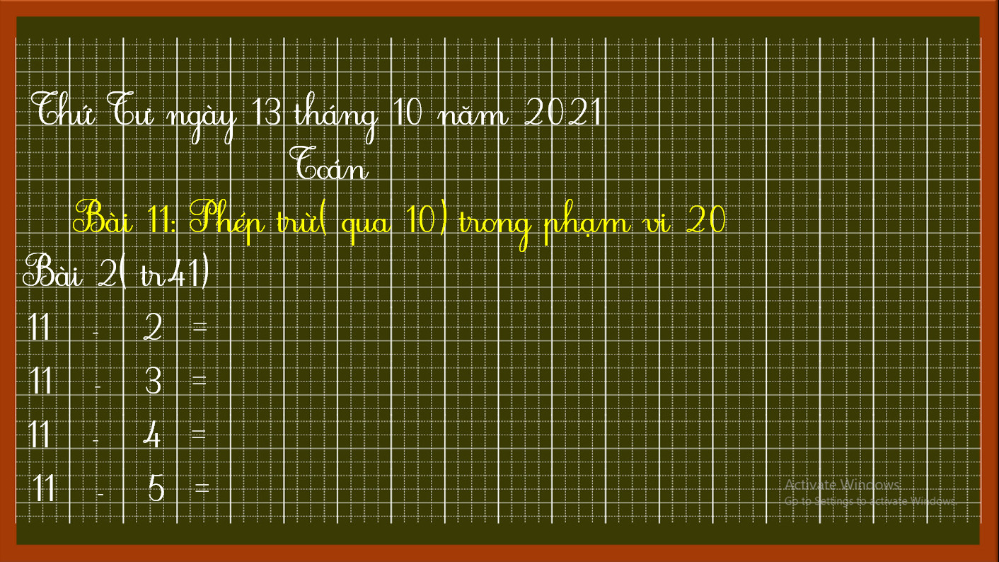 Thứ Tư ngày 13 tháng 10 năm 2021
Toán
Bài 11: Phép trừ( qua 10) trong phạm vi 20
Bài 2( tr41)
11 - 2 =
11 - 3 =
11 - 4 =
11 - 5 =
Activate Windows
Go to Settings to activate Windows.